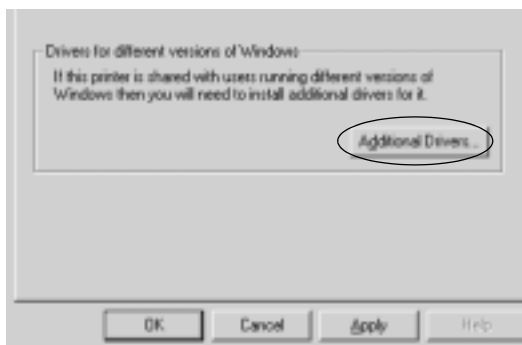 Drivers for different versions of Windows
If this printer is shared with users running different versions of
Windows then you will need to install additional drivers for it.
Additional Drivers...
OK
Cancel
Apply
Help